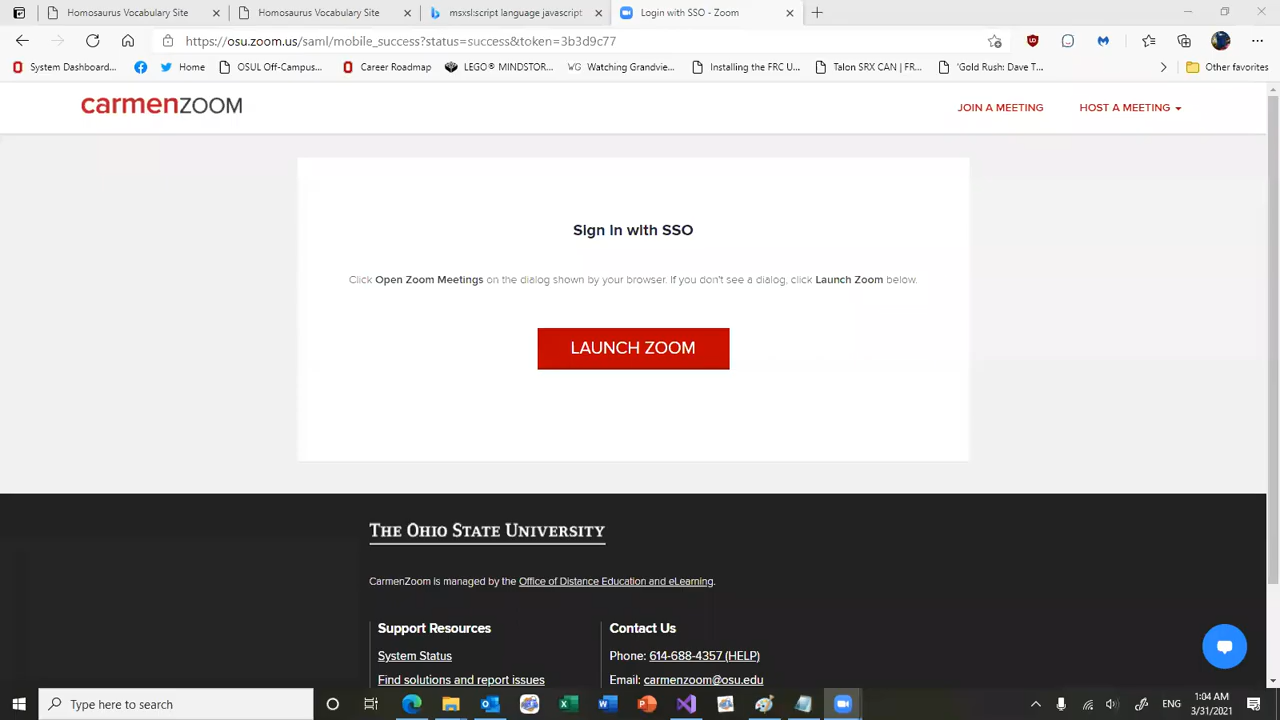 Homosaurus Vocabulary Site
Homosaurus Vocabulary Site
msxsl:script language javascript
Login with SSO - Zoom
https://osu.zoom.us/saml/mobile_success?status=success&token=3b3d9c77
System Dashboard...
Home
OSUL Off-Campus...
Career Roadmap
LEGO® MINDSTOR...
WG Watching Grandvie...
Installing the FRC U...
Talon SRX CAN | FR...
'Gold Rush: Dave T...
Other favorites
carmenZOOM
JOIN A MEETING
HOST A MEETING
Sign in with SSO
Click Open Zoom Meetings on the dialog shown by your browser. If you don't see a dialog, click Launch Zoom below.
LAUNCH ZOOM
THE OHIO STATE UNIVERSITY
CarmenZoom is managed by the Office of Distance Education and eLearning.
Support Resources
System Status
Find solutions and report issues
Contact Us
Phone: 614-688-4357 (HELP)
Email: carmenzoom@osu.edu
Type here to search
ENG
1:04 AM
3/31/2021